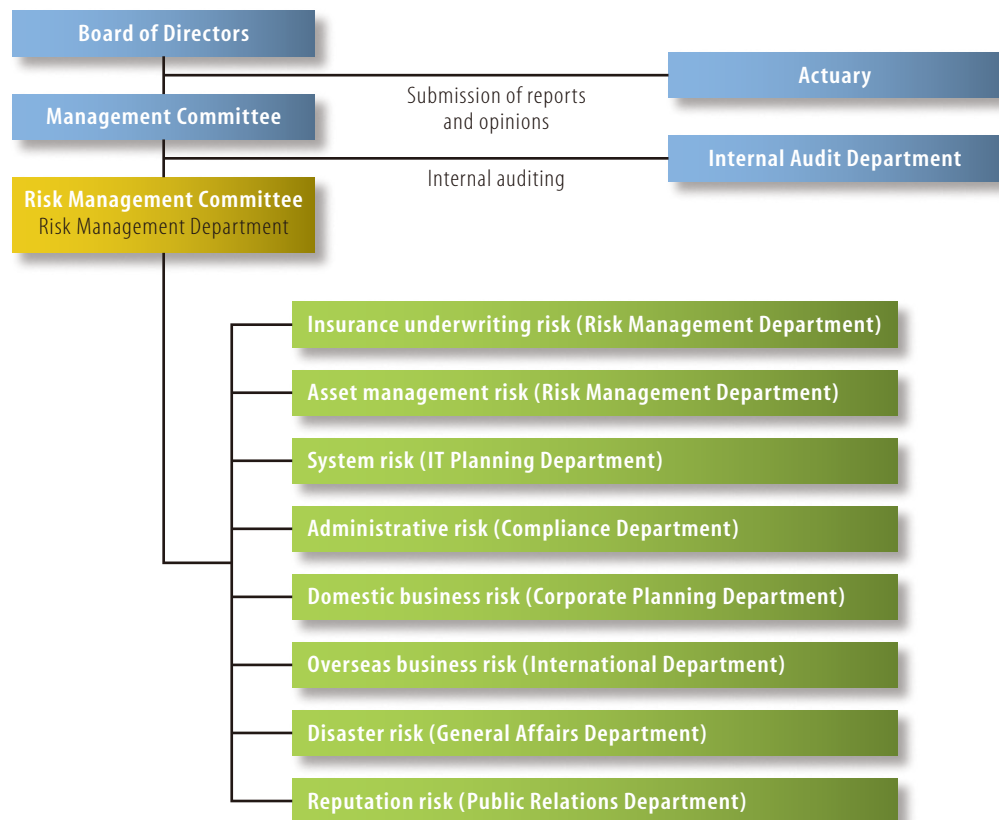 Board of Directors
Actuary
Submission of reports
and opinions
Management Committee
Internal Audit Department
Internal auditing
Risk Management Committee
Risk Management Department
Insurance underwriting risk (Risk Management Department)
Asset management risk (Risk Management Department)
System risk (IT Planning Department)
Administrative risk (Compliance Department)
Domestic business risk (Corporate Planning Department)
Overseas business risk (International Department)
Disaster risk (General Affairs Department)
Reputation risk (Public Relations Department)